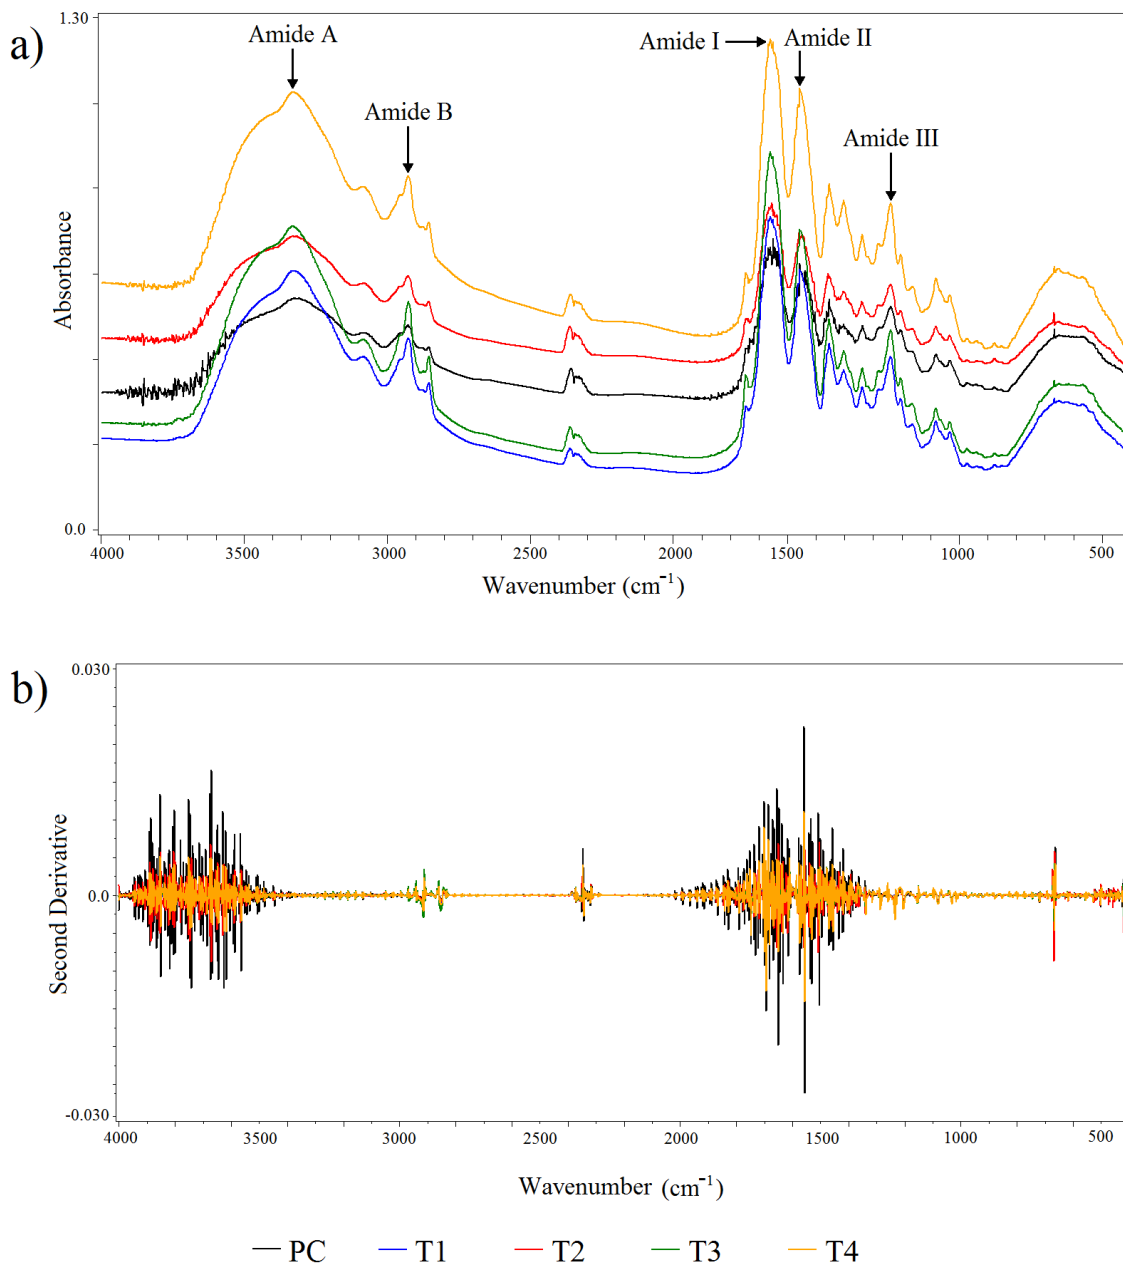 a)
1.30
Amide A
Amide B
Amide I
Amide II
Amide III
Absorbance
0.0
4000 3500 3000 2500 2000 1500 1000 500
Wavenumber (cm⁻¹)
b)
0.030
Second Derivative
0.0
-0.030
4000 3500 3000 2500 2000 1500 1000 500
Wavenumber (cm⁻¹)
PC T1 T2 T3 T4